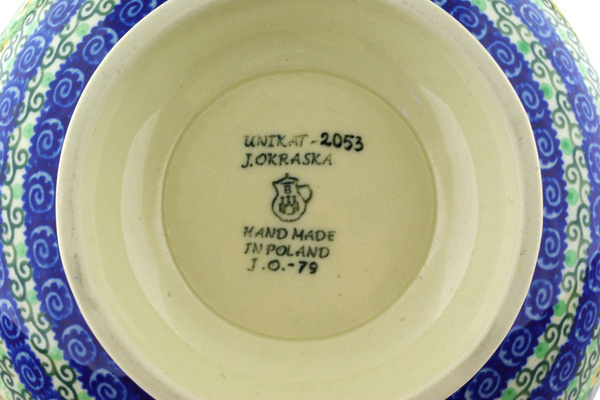 UNIKAT-2053
J.OKRASKA
B
HAND MADE
IN POLAND
J.O.-79